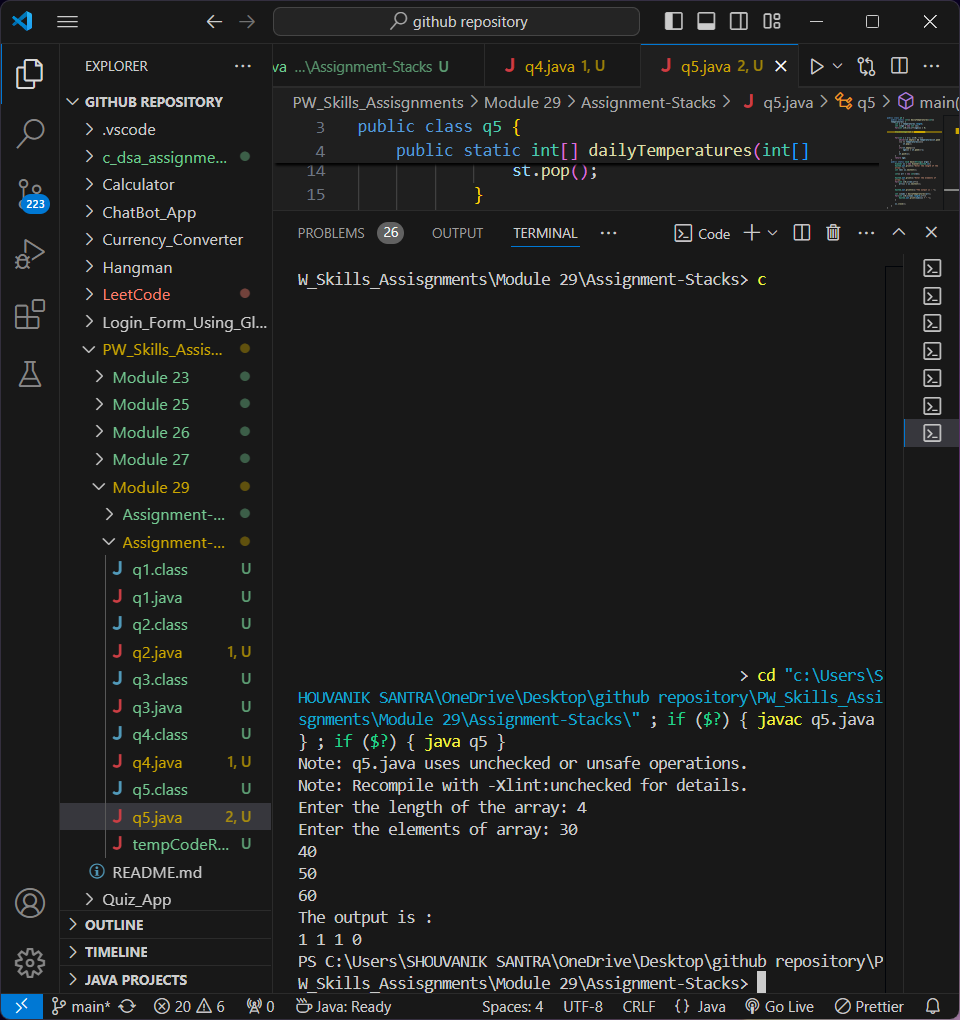 github repository
EXPLORER
va ...\Assignment-Stacks U
J q4.java 1, U
J q5.java 2, U
PW_Skills_Assisgnments > Module 29 > Assignment-Stacks > J q5.java > q5 > main(
GITHUB REPOSITORY
.vscode
c_dsa_assignme...
Calculator
ChatBot_App
Currency_Converter
Hangman
LeetCode
Login_Form_Using_Gl...
PW_Skills_Assis...
Module 23
Module 25
Module 26
Module 27
Module 29
Assignment-...
Assignment-...
J q1.class U
J q1.java U
J q2.class U
J q2.java 1, U
J q3.class U
J q3.java U
J q4.class U
J q4.java 1, U
J q5.class U
J q5.java 2, U
J tempCodeR... U
README.md
Quiz_App
OUTLINE
TIMELINE
JAVA PROJECTS
223
3 public class q5 {
4 public static int[] dailyTemperatures(int[]
14 st.pop();
15 }
PROBLEMS 26 OUTPUT TERMINAL ... Code
W_Skills_Assisgnments\Module 29\Assignment-Stacks> c
> cd "c:\Users\S
HOUVANIK SANTRA\OneDrive\Desktop\github repository\PW_Skills_Assi
sgnments\Module 29\Assignment-Stacks\" ; if ($?) { javac q5.java
} ; if ($?) { java q5 }
Note: q5.java uses unchecked or unsafe operations.
Note: Recompile with -Xlint:unchecked for details.
Enter the length of the array: 4
Enter the elements of array: 30
40
50
60
The output is :
1 1 1 0
PS C:\Users\SHOUVANIK SANTRA\OneDrive\Desktop\github repository\P
W_Skills_Assisgnments\Module 29\Assignment-Stacks>
main* 20 6 0 Java: Ready Spaces: 4 UTF-8 CRLF {} Java Go Live Prettier